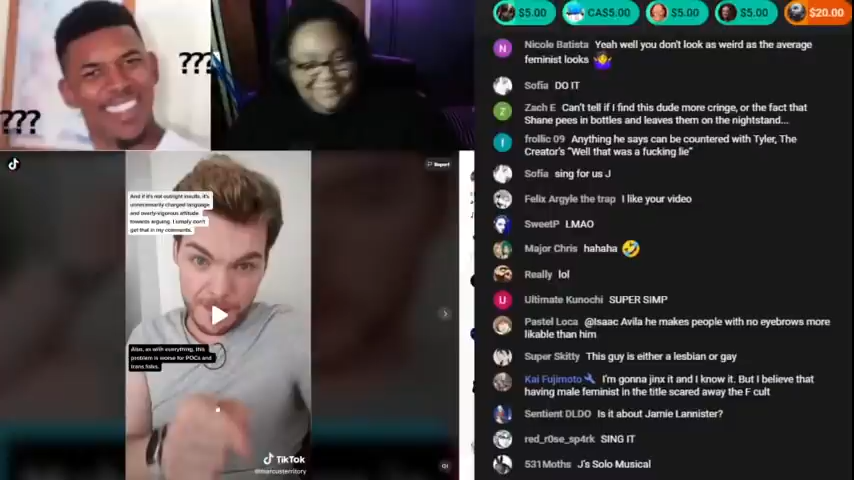 $5.00
CA$5.00
$5.00
$5.00
$20.00
???
???
Report
And if it's not outright insults, it's
unnecessarily charged language
and overly-rigorous attitude
towards arguing. I simply don't
get that in my comments.
Also, as with everything, this
problem is worse for POCs and
trans folks.
TikTok
@marcusterritory
N Nicole Batista Yeah well you don't look as weird as the average
feminist looks
Sofia DO IT
Z Zach E Can't tell if I find this dude more cringe, or the fact that
Shane pees in bottles and leaves them on the nightstand...
frollic 09 Anything he says can be countered with Tyler, The
Creator's "Well that was a fucking lie"
Sofia sing for us J
Felix Argyle the trap I like your video
SweetP LMAO
Major Chris hahaha
Really lol
U Ultimate Kunochi SUPER SIMP
Pastel Loca @Isaac Avila he makes people with no eyebrows more
likable than him
Super Skitty This guy is either a lesbian or gay
Kai Fujimoto I'm gonna jinx it and I know it. But I believe that
having male feminist in the title scared away the F cult
Sentient DLDO Is it about Jamie Lannister?
red_r0se_sp4rk SING IT
531Moths J's Solo Musical